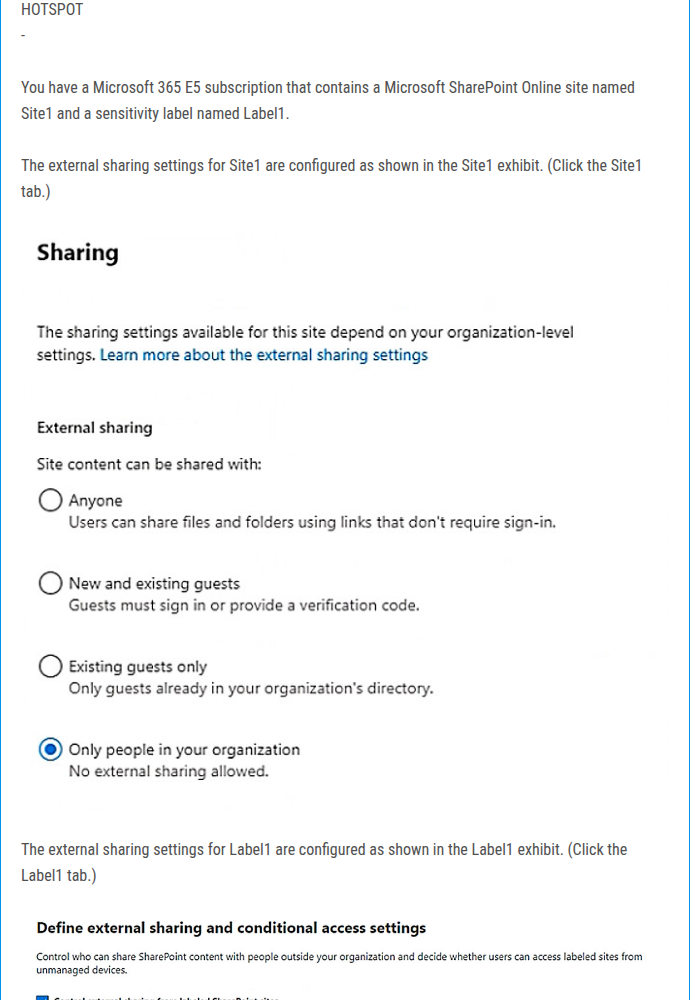 HOTSPOT
-
You have a Microsoft 365 E5 subscription that contains a Microsoft SharePoint Online site named
Site1 and a sensitivity label named Label1.
The external sharing settings for Site1 are configured as shown in the Site1 exhibit. (Click the Site1
tab.)
Sharing
The sharing settings available for this site depend on your organization-level
settings. Learn more about the external sharing settings
External sharing
Site content can be shared with:
Anyone
Users can share files and folders using links that don't require sign-in.
New and existing guests
Guests must sign in or provide a verification code.
Existing guests only
Only guests already in your organization's directory.
Only people in your organization
No external sharing allowed.
The external sharing settings for Label1 are configured as shown in the Label1 exhibit. (Click the
Label1 tab.)
Define external sharing and conditional access settings
Control who can share SharePoint content with people outside your organization and decide whether users can access labeled sites from
unmanaged devices.